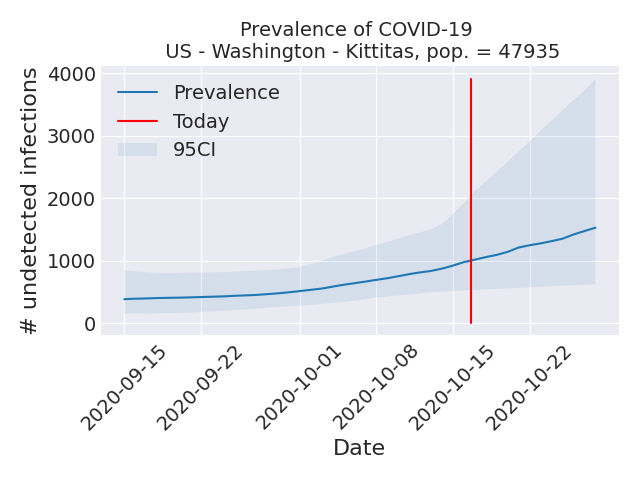 Prevalence of COVID-19
US - Washington - Kittitas, pop. = 47935
# undetected infections
4000
3000
2000
1000
0
Prevalence
Today
95CI
2020-09-15
2020-09-22
2020-10-01
2020-10-08
2020-10-15
2020-10-22
Date